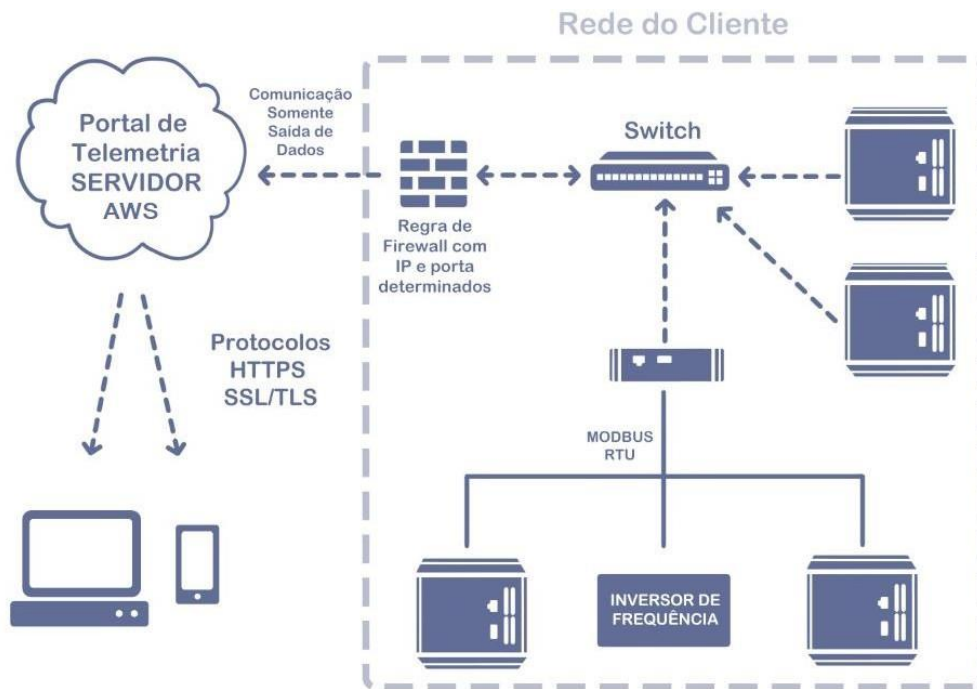 Rede do Cliente
Portal de
Telemetria
SERVIDOR
AWS
Comunicação
Somente
Saída de
Dados
Switch
Regra de
Firewall com
IP e porta
determinados
Protocolos
HTTPS
SSL/TLS
MODBUS
RTU
INVERSOR DE
FREQUÊNCIA